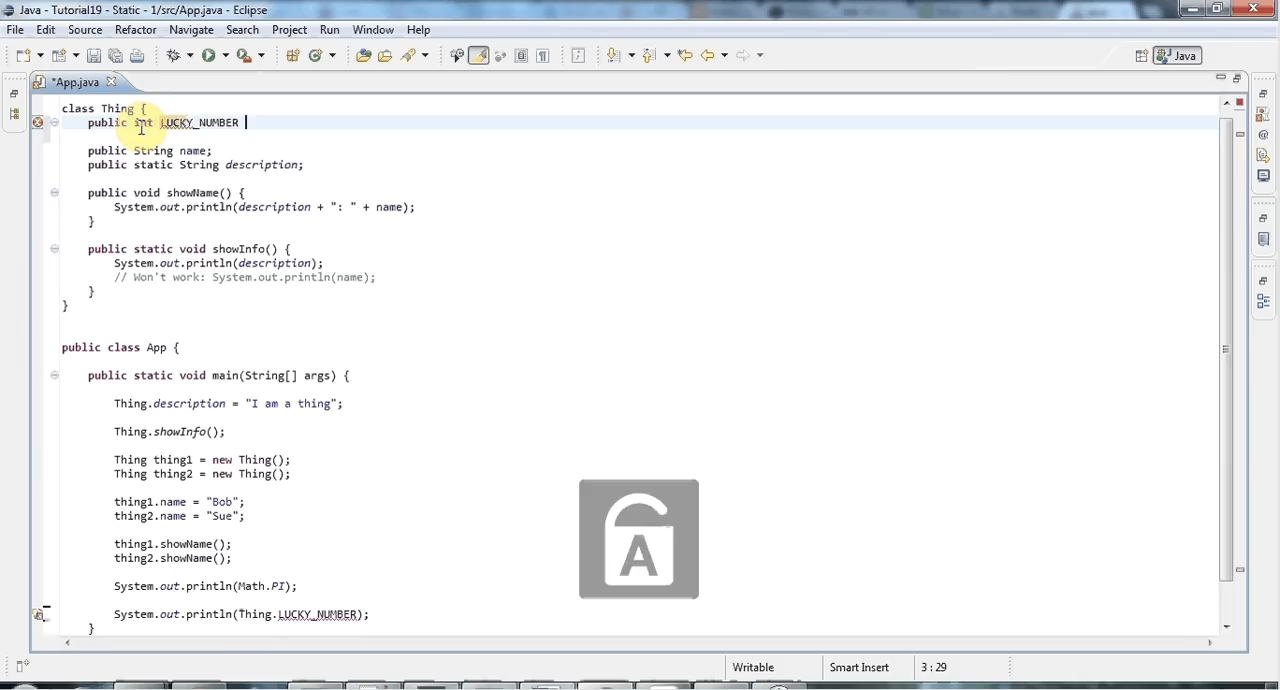 Java - Tutorial19 - Static - 1/src/App.java - Eclipse
File Edit Source Refactor Navigate Search Project Run Window Help
Java
*App.java
class Thing {
public int LUCKY_NUMBER
public String name;
public static String description;
public void showName() {
System.out.println(description + ": " + name);
}
public static void showInfo() {
System.out.println(description);
// Won't work: System.out.println(name);
}
}
public class App {
public static void main(String[] args) {
Thing.description = "I am a thing";
Thing.showInfo();
Thing thing1 = new Thing();
Thing thing2 = new Thing();
thing1.name = "Bob";
thing2.name = "Sue";
thing1.showName();
thing2.showName();
System.out.println(Math.PI);
System.out.println(Thing.LUCKY_NUMBER);
}
A
Writable Smart Insert 3 : 29